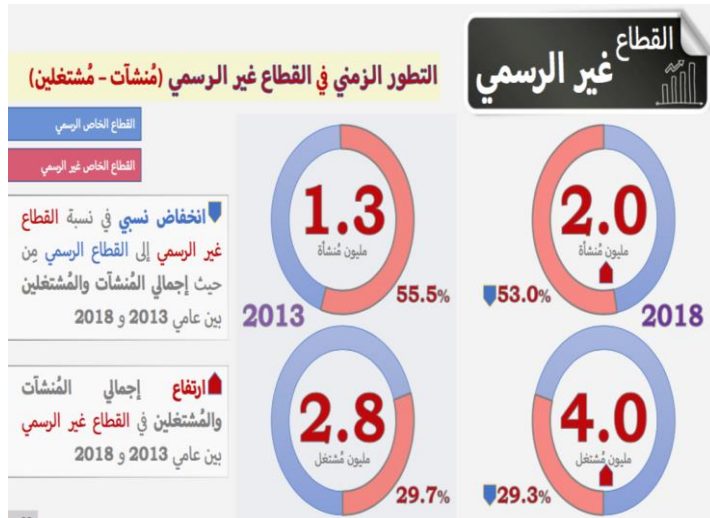 القطاع
غير الرسمي
التطور الزمني في القطاع غير الرسمي (مُنشآت – مُشتغلين)
القطاع الخاص الرسمي
القطاع الخاص غير الرسمي
2.0
مليون مُنشأة
53.0%
2018
1.3
مليون مُنشأة
55.5%
2013
انخفاض نسبي في نسبة القطاع
غير الرسمي إلى القطاع الرسمي مِن
حيث إجمالي المُنشآت والمُشتغلين
بين عامي 2013 و 2018
4.0
مليون مُشتغل
29.3%
2.8
مليون مُشتغل
29.7%
ارتفاع إجمالي المُنشآت
والمُشتغلين في القطاع غير الرسمي
بين عامي 2013 و 2018